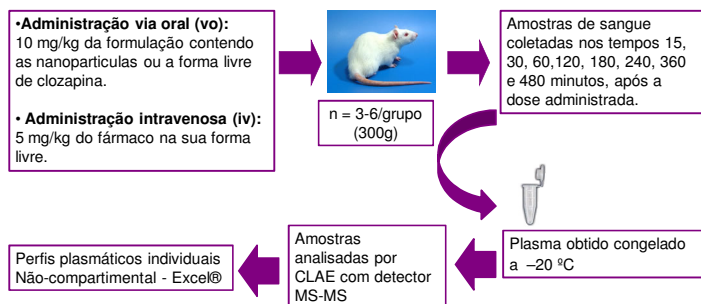 •Administração via oral (vo):
10 mg/kg da formulação contendo
as nanoparticulas ou a forma livre
de clozapina.
• Administração intravenosa (iv):
5 mg/kg do fármaco na sua forma
livre.
n = 3-6/grupo
(300g)
Amostras de sangue
coletadas nos tempos 15,
30, 60,120, 180, 240, 360
e 480 minutos, após a
dose administrada.
Plasma obtido congelado
a –20 ºC
Amostras
analisadas por
CLAE com detector
MS-MS
Perfis plasmáticos individuais
Não-compartimental - Excel®